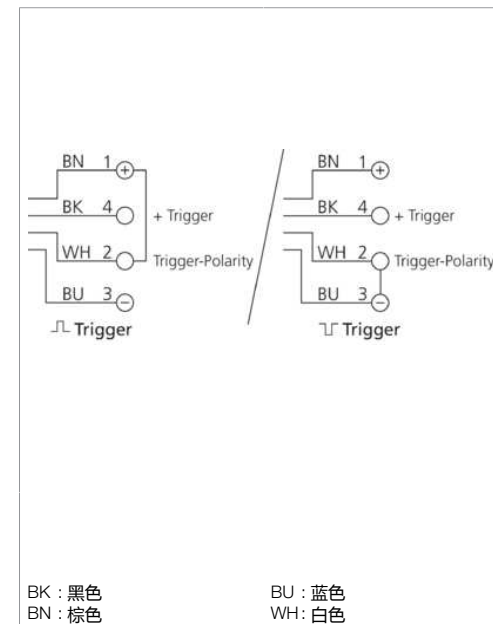 BN 1 BN 1
BK 4 + Trigger BK 4 + Trigger
WH 2 Trigger-Polarity WH 2 Trigger-Polarity
BU 3 BU 3
Trigger Trigger
BK : 黑色 BU : 蓝色
BN : 棕色 WH : 白色